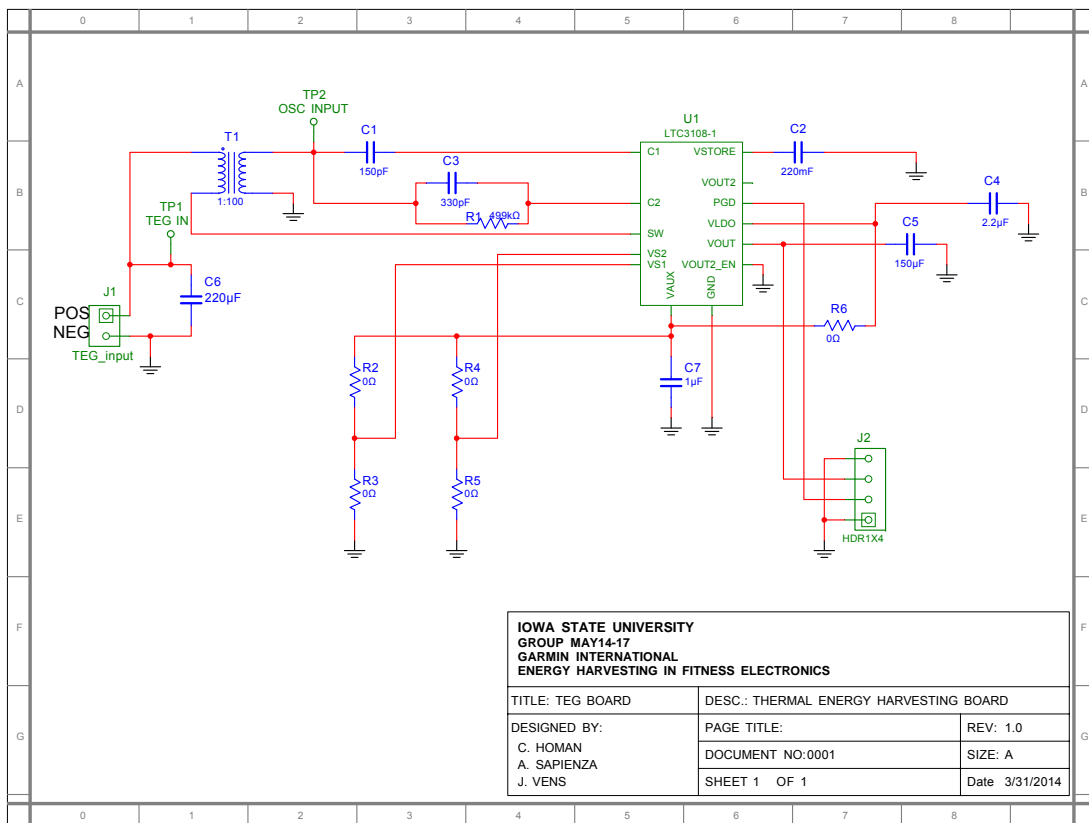 0 1 2 3 4 5 6 7 8
A A
B B
C C
D D
E E
F F
G G
TP2
OSC INPUT
T1
1:100
TP1
TEG IN
C1
150pF
C3
330pF
R1 499kΩ
U1
LTC3108-1
C1
C2
SW
VS2
VS1
VSTORE
VOUT2
PGD
VLDO
VOUT
VOUT2_EN
VAUX
GND
C2
220mF
C4
2.2µF
C5
150µF
R6
0Ω
J1
POS
NEG
TEG_input
C6
220µF
R2
0Ω
R4
0Ω
C7
1µF
R3
0Ω
R5
0Ω
J2
HDR1X4
IOWA STATE UNIVERSITY
GROUP MAY14-17
GARMIN INTERNATIONAL
ENERGY HARVESTING IN FITNESS ELECTRONICS
TITLE: TEG BOARD
DESC.: THERMAL ENERGY HARVESTING BOARD
DESIGNED BY:
C. HOMAN
A. SAPIENZA
J. VENS
PAGE TITLE:
REV: 1.0
DOCUMENT NO:0001
SIZE: A
SHEET 1 OF 1
Date 3/31/2014
0 1 2 3 4 5 6 7 8